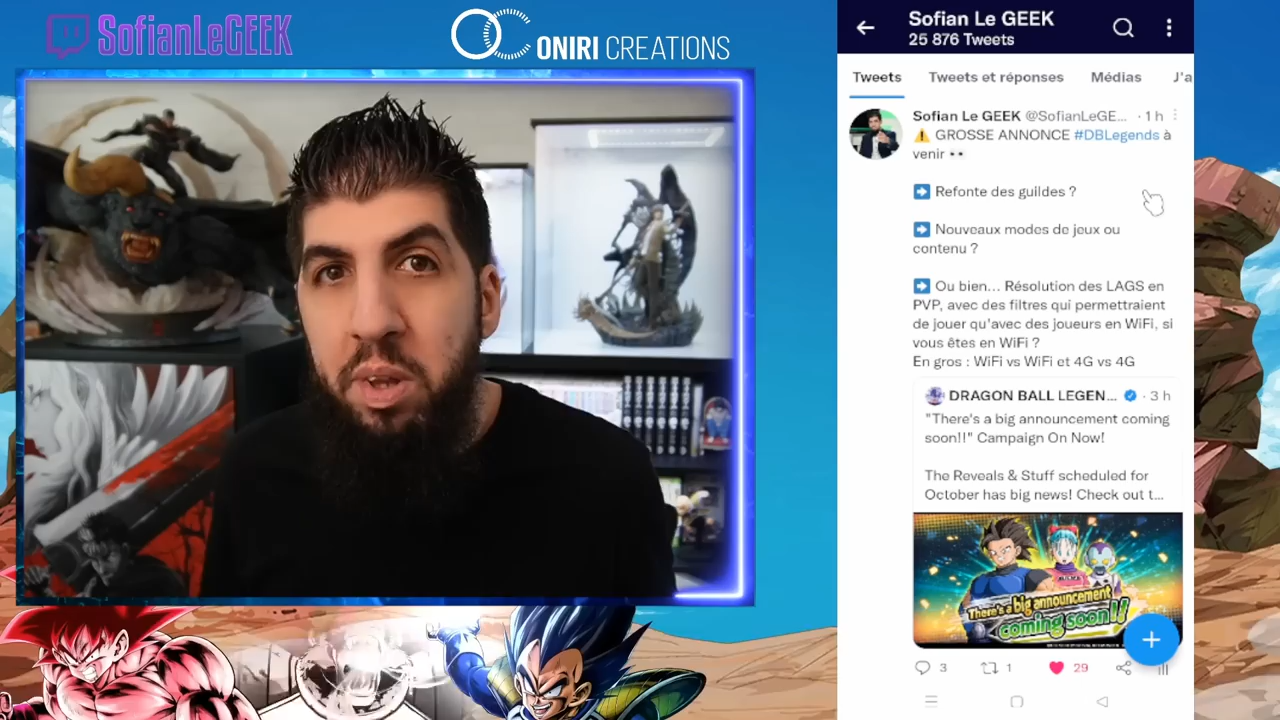 SofianLeGEEK
ONIRI CREATIONS
Sofian Le GEEK
25 876 Tweets
Tweets
Tweets et réponses
Médias
J'a
Sofian Le GEEK @SofianLeGE... · 1 h
⚠ GROSSE ANNONCE #DBLegends à
venir 👀
➡ Refonte des guildes ?
➡ Nouveaux modes de jeux ou
contenu ?
➡ Ou bien... Résolution des LAGS en
PVP, avec des filtres qui permettraient
de jouer qu'avec des joueurs en WiFi, si
vous êtes en WiFi ?
En gros : WiFi vs WiFi et 4G vs 4G
DRAGON BALL LEGEN... · 3 h
"There's a big announcement coming
soon!!" Campaign On Now!
The Reveals & Stuff scheduled for
October has big news! Check out t...
There's a big announcement
coming soon!!
3
1
29